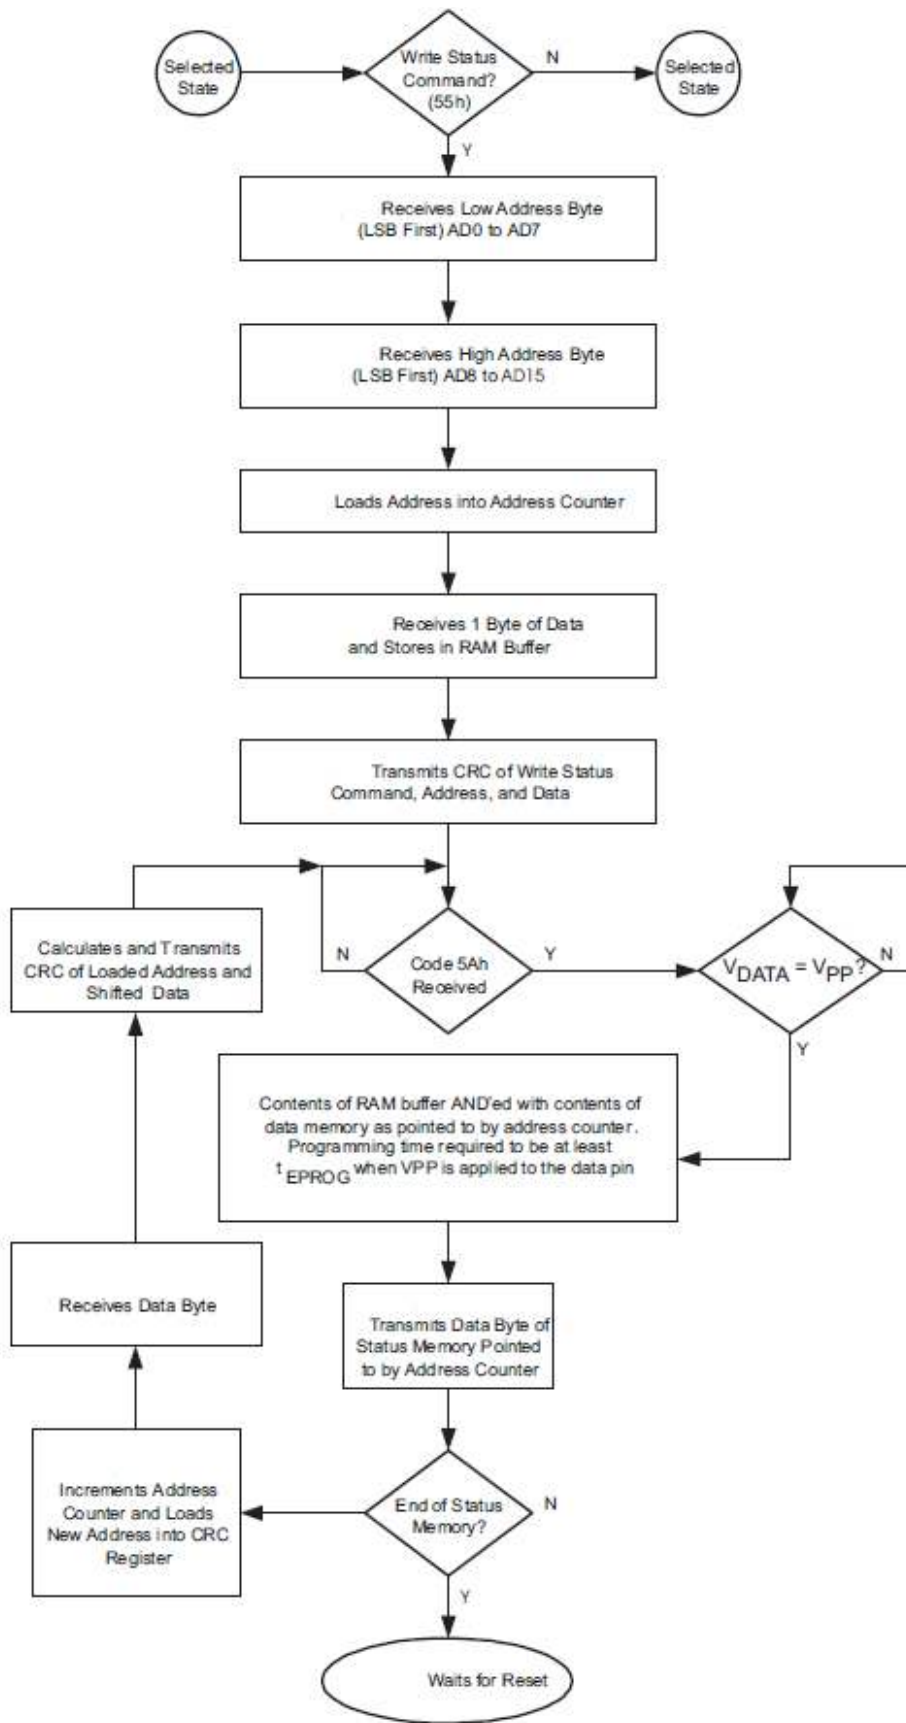 Selected
State
Write Status
Command?
(55h)
N
Selected
State
Y
Receives Low Address Byte
(LSB First) AD0 to AD7
Receives High Address Byte
(LSB First) AD8 to AD15
Loads Address into Address Counter
Receives 1 Byte of Data
and Stores in RAM Buffer
Transmits CRC of Write Status
Command, Address, and Data
Calculates and Transmits
CRC of Loaded Address and
Shifted Data
N
Code 5Ah
Received
Y
VDATA = VPP?
N
Y
Contents of RAM buffer AND'ed with contents of
data memory as pointed to by address counter.
Programming time required to be at least
tEPROG when VPP is applied to the data pin
Receives Data Byte
Transmits Data Byte of
Status Memory Pointed
to by Address Counter
Increments Address
Counter and Loads
New Address into CRC
Register
End of Status
Memory?
N
Y
Waits for Reset